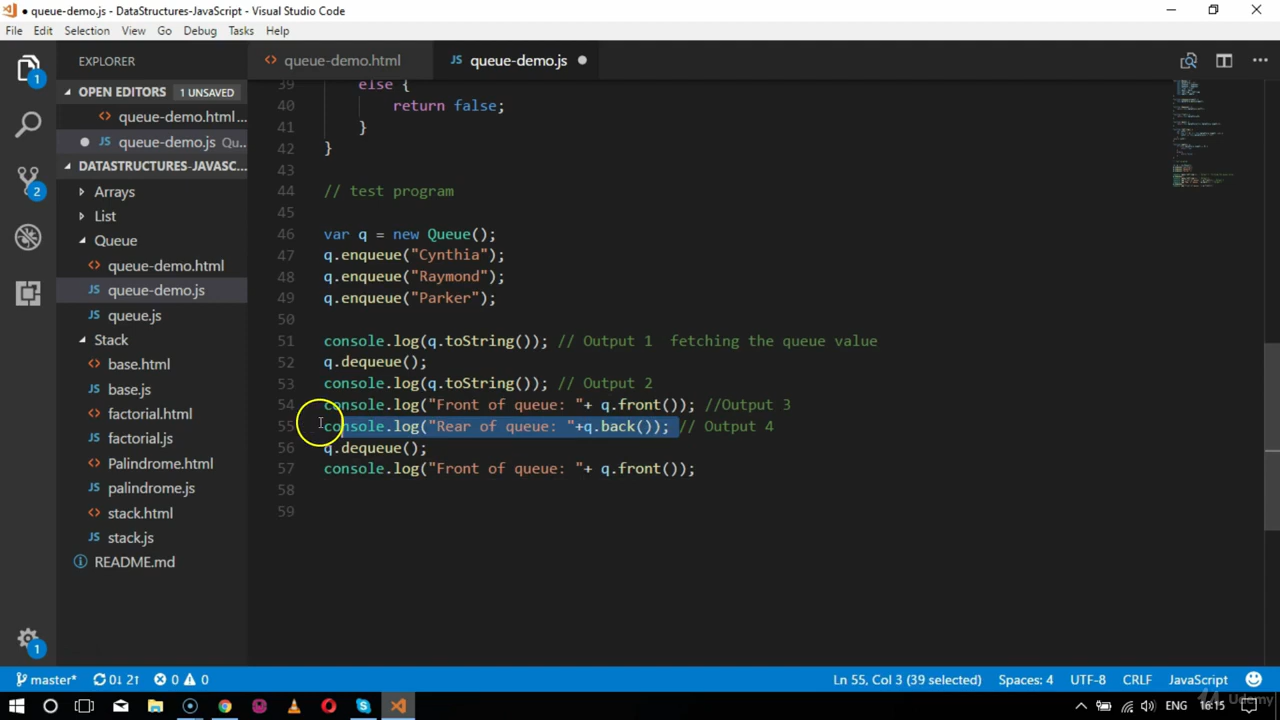 ● queue-demo.js - DataStructures-JavaScript - Visual Studio Code
File Edit Selection View Go Debug Tasks Help
EXPLORER
<> queue-demo.html
JS queue-demo.js ●
OPEN EDITORS 1 UNSAVED
<> queue-demo.html ...
● JS queue-demo.js Qu...
DATASTRUCTURES-JAVASC...
Arrays
List
Queue
<> queue-demo.html
JS queue-demo.js
JS queue.js
Stack
<> base.html
JS base.js
<> factorial.html
JS factorial.js
<> Palindrome.html
JS palindrome.js
<> stack.html
JS stack.js
README.md
1
2
1
39 else {
40 return false;
41 }
42 }
43
44 // test program
45
46 var q = new Queue();
47 q.enqueue("Cynthia");
48 q.enqueue("Raymond");
49 q.enqueue("Parker");
50
51 console.log(q.toString()); // Output 1  fetching the queue value
52 q.dequeue();
53 console.log(q.toString()); // Output 2
54 console.log("Front of queue: "+ q.front()); //Output 3
55 console.log("Rear of queue: "+q.back()); // Output 4
56 q.dequeue();
57 console.log("Front of queue: "+ q.front());
58
59
master* 0↓ 2↑ 0 0 Ln 55, Col 3 (39 selected) Spaces: 4 UTF-8 CRLF JavaScript
ENG 16:15
Udemy